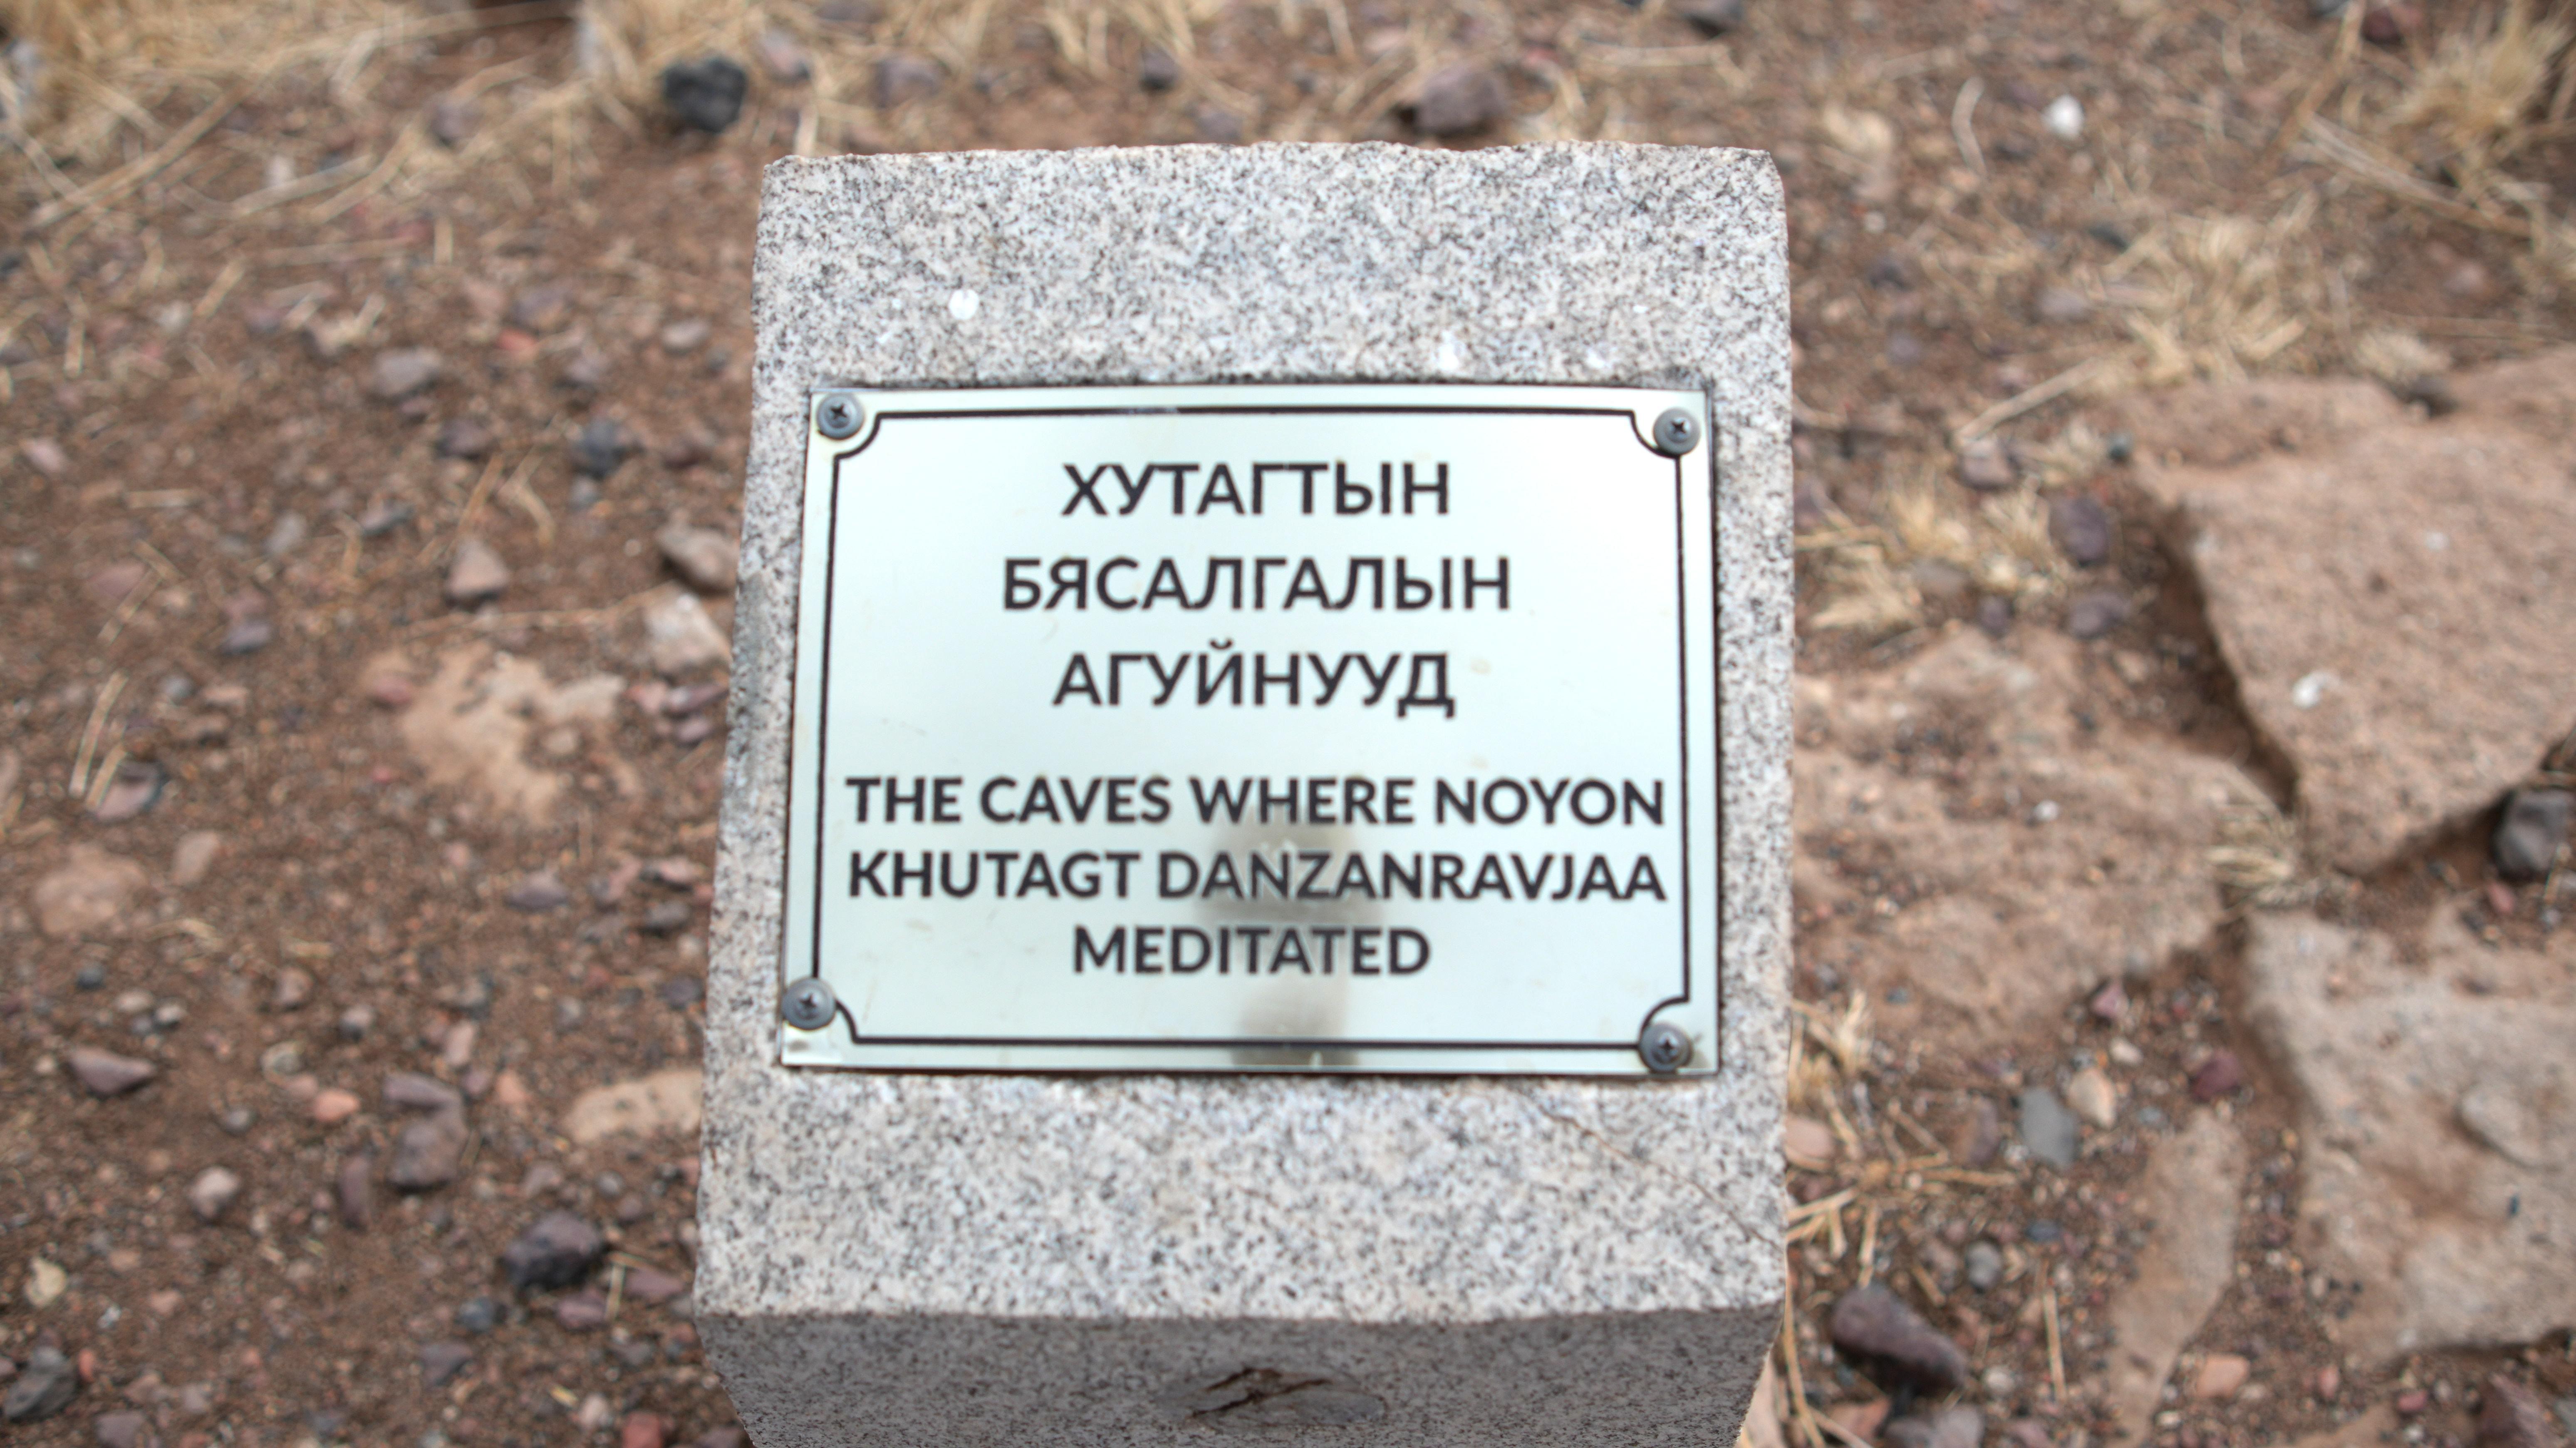 ХУТАГТЫН
БЯСАЛГАЛЫН
АГУЙНУУД
THE CAVES WHERE NOYON
KHUTAGT DANZANRAVJAA
MEDITATED